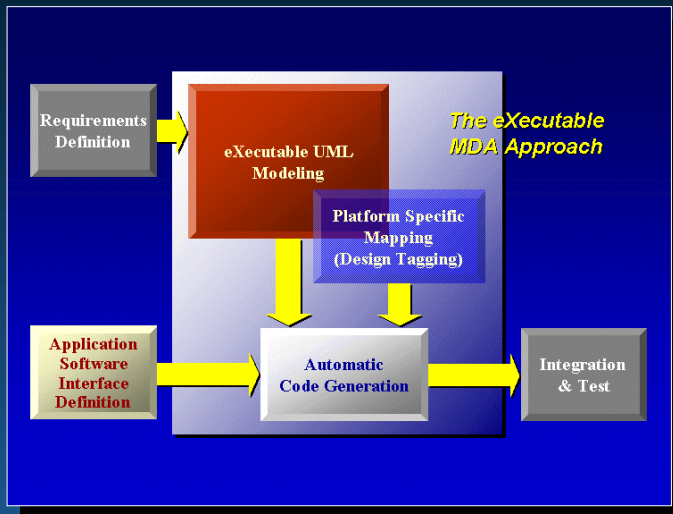 The eXecutable
MDA Approach
Requirements
Definition
eXecutable UML
Modeling
Platform Specific
Mapping
(Design Tagging)
Application
Software
Interface
Definition
Automatic
Code Generation
Integration
& Test